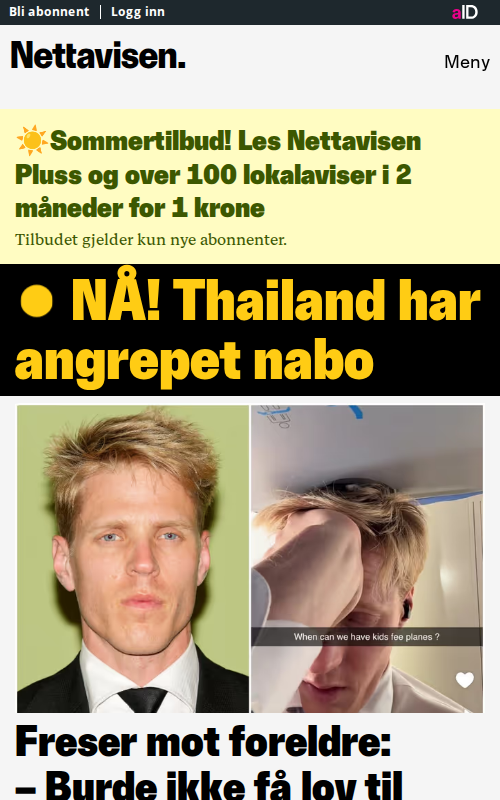 Bli abonnent | Logg inn
aID
Nettavisen.
Meny
☀️Sommertilbud! Les Nettavisen
Pluss og over 100 lokalaviser i 2
måneder for 1 krone
Tilbudet gjelder kun nye abonnenter.
NÅ! Thailand har
angrepet nabo
When can we have kids fee planes ?
Freser mot foreldre:
– Burde ikke få lov til